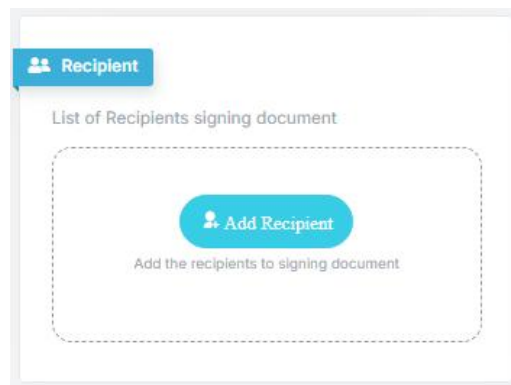 Recipient
List of Recipients signing document
Add Recipient
Add the recipients to signing document